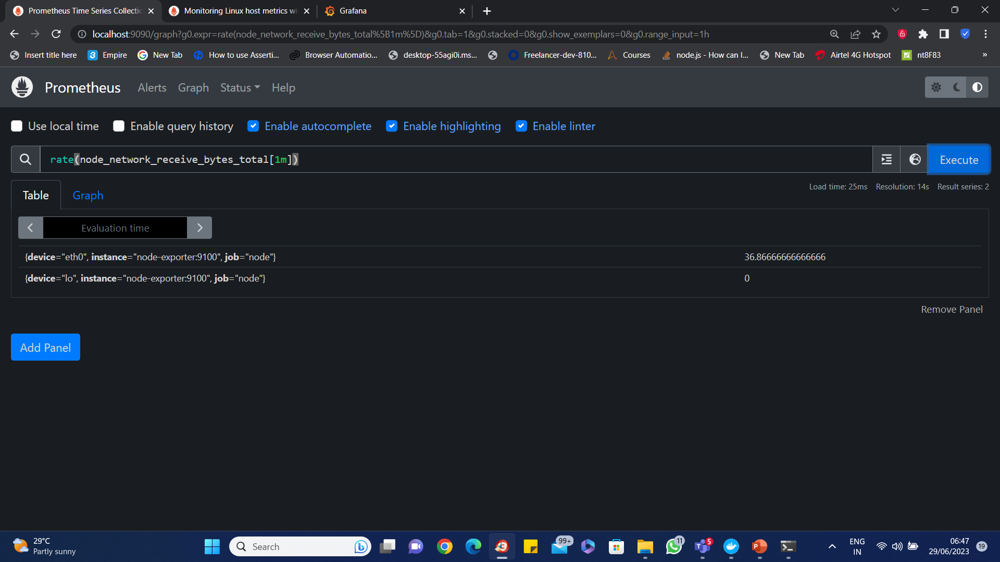 Prometheus Time Series Collectio
Monitoring Linux host metrics wi
Grafana
localhost:9090/graph?g0.expr=rate(node_network_receive_bytes_total%5B1m%5D)&g0.tab=1&g0.stacked=0&g0.show_exemplars=0&g0.range_input=1h
Insert title here
Empire
New Tab
How to use Asserti...
Browser Automatio...
desktop-55agi0i.ms...
Freelancer-dev-810...
Courses
node.js - How can I...
New Tab
Airtel 4G Hotspot
nt8F83
»
Prometheus
Alerts
Graph
Status
Help
Use local time
Enable query history
Enable autocomplete
Enable highlighting
Enable linter
rate(node_network_receive_bytes_total[1m])
Execute
Load time: 25ms Resolution: 14s Result series: 2
Table
Graph
Evaluation time
{device="eth0", instance="node-exporter:9100", job="node"}
36.86666666666666
{device="lo", instance="node-exporter:9100", job="node"}
0
Remove Panel
Add Panel
29°C
Partly sunny
Search
99+
11
5
ENG
IN
06:47
29/06/2023
19